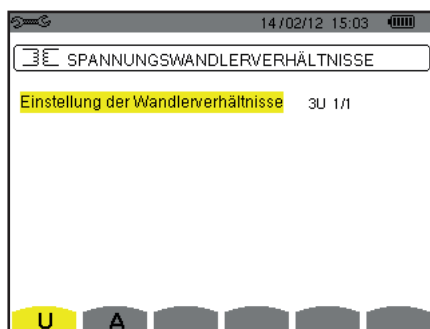 14/02/12 15:03
SPANNUNGSWANDLERVERHÄLTNISSE
Einstellung der Wandlerverhältnisse 3U 1/1
U A